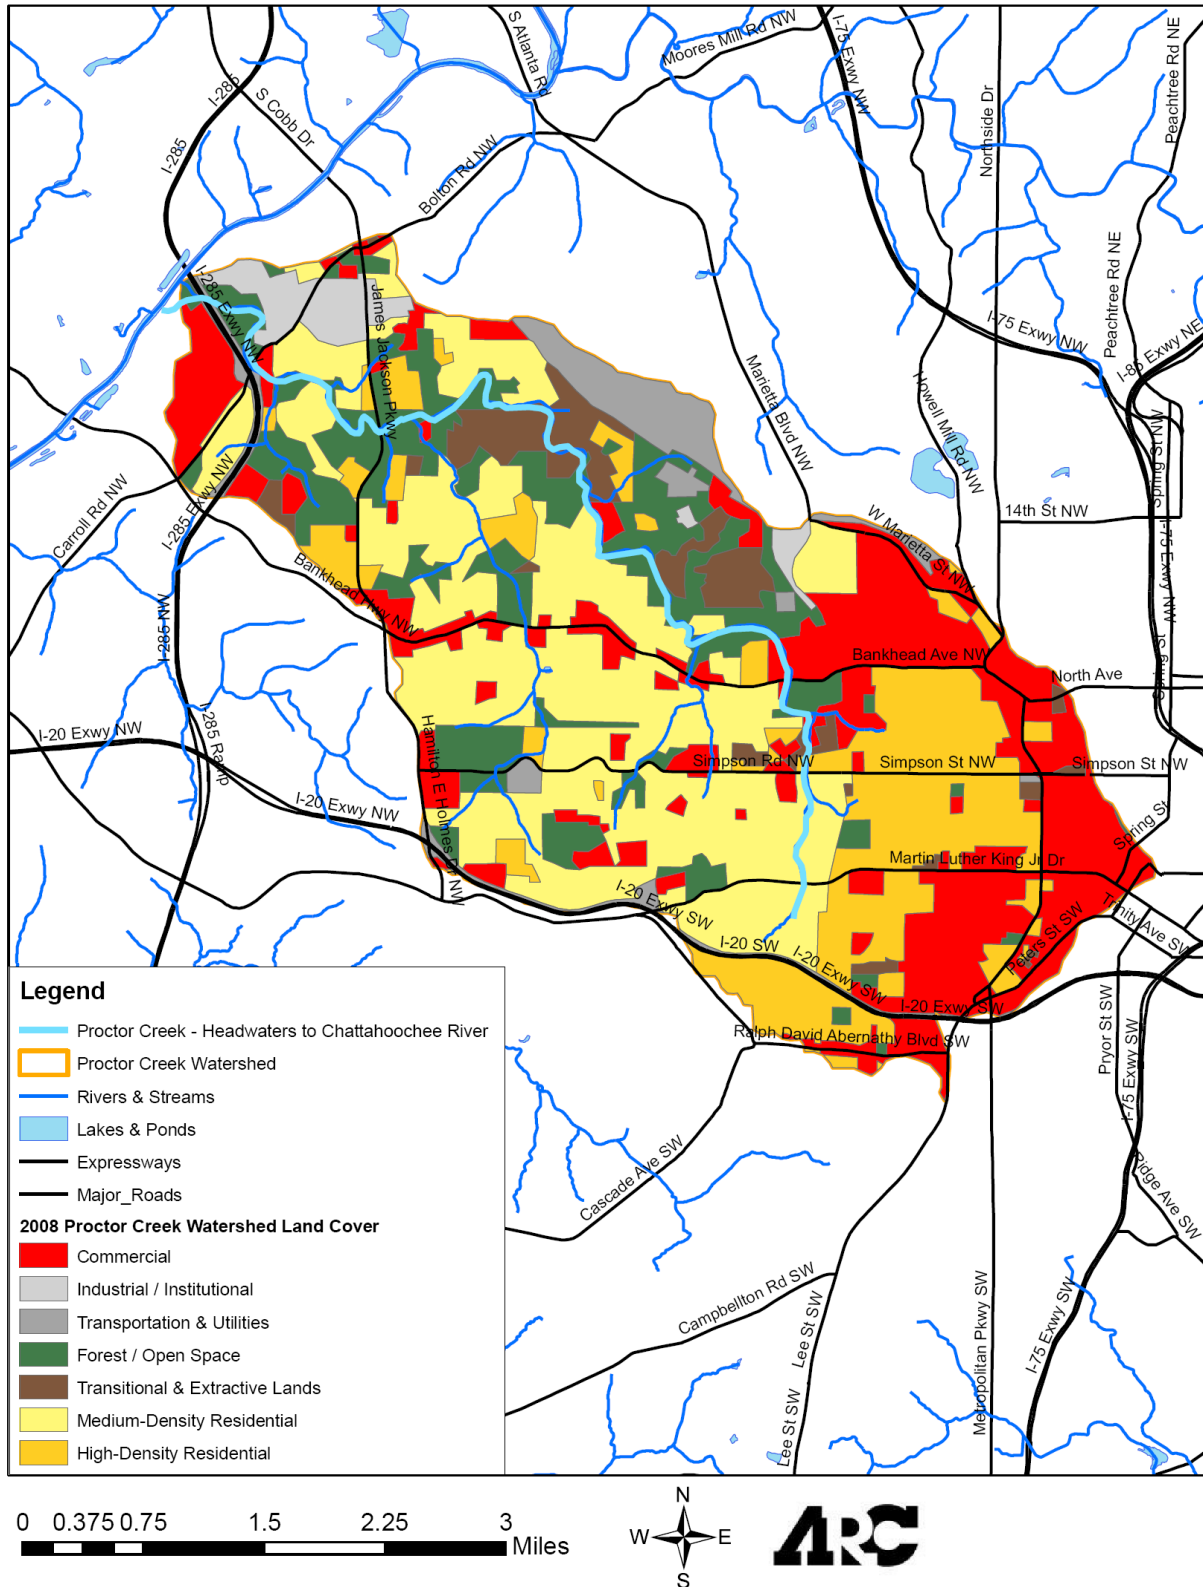 S Atlanta Rd
Moores Mill Rd NW
I-75 Exwy NW
Northside Dr
Peachtree Rd NE
I-285
I-285
S Cobb Dr
Bolton Rd NW
Peachtree Rd NE
I-285 Exwy NW
James Jackson Pkwy
I-75 Exwy NW
I-85 Exwy NE
Marietta Blvd NW
Howell Mill Rd NW
Spring St NW
Carroll Rd NW
I-285 Exwy NW
14th St NW
W Marietta St NW
I-75 Exwy NW
Bankhead Hwy NW
I-285 NW
Bankhead Ave NW
North Ave
Spring St
I-285 Ramp
I-20 Exwy NW
Hamilton E Holmes Dr NW
Simpson Rd NW
Simpson St NW
Simpson St NW
I-20 Exwy NW
Spring St
Martin Luther King Jr Dr
I-20 Exwy SW
Trinity Ave SW
Peters St SW
I-20 SW
I-20 Exwy SW
I-20 Exwy SW
Ralph David Abernathy Blvd SW
Pryor St SW
I-75 Exwy SW
Cascade Ave SW
Ridge Ave SW
Campbellton Rd SW
Lee St SW
Lee St SW
Metropolitan Pkwy SW
I-75 Exwy SW
Legend
Proctor Creek - Headwaters to Chattahoochee River
Proctor Creek Watershed
Rivers & Streams
Lakes & Ponds
Expressways
Major_Roads
2008 Proctor Creek Watershed Land Cover
Commercial
Industrial / Institutional
Transportation & Utilities
Forest / Open Space
Transitional & Extractive Lands
Medium-Density Residential
High-Density Residential
0 0.375 0.75 1.5 2.25 3
Miles
N
W E
S
ARC